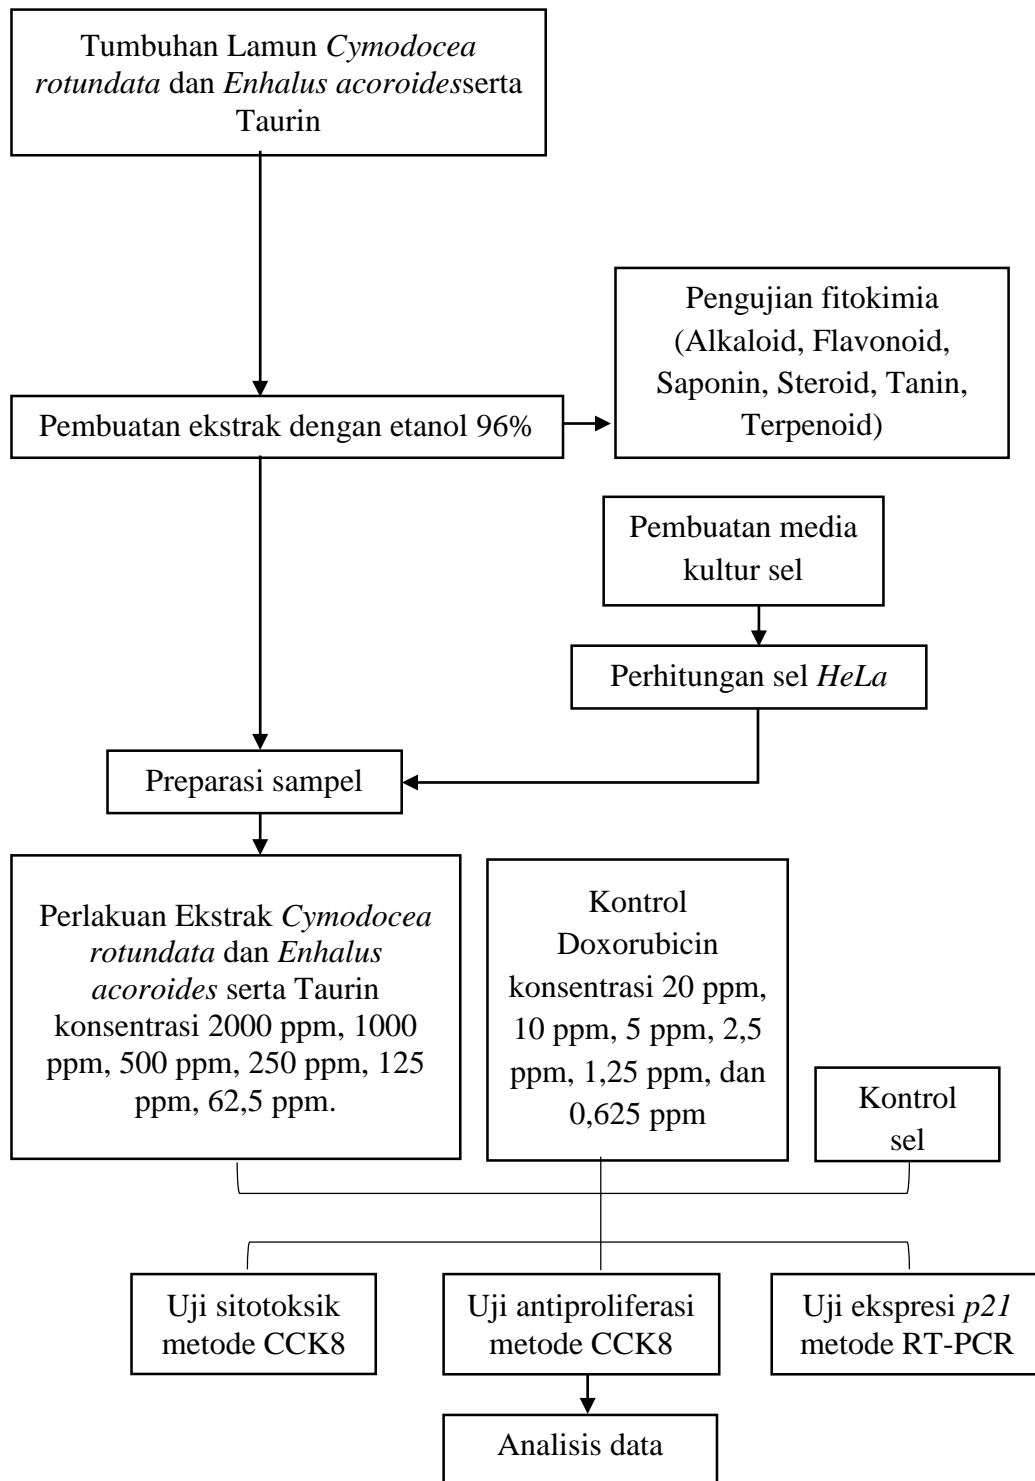 Tumbuhan Lamun Cymodocea
rotundata dan Enhalus acoroidesserta
Taurin
Pengujian fitokimia
(Alkaloid, Flavonoid,
Saponin, Steroid, Tanin,
Terpenoid)
Pembuatan ekstrak dengan etanol 96%
Pembuatan media
kultur sel
Perhitungan sel HeLa
Preparasi sampel
Perlakuan Ekstrak Cymodocea
rotundata dan Enhalus
acoroides serta Taurin
konsentrasi 2000 ppm, 1000
ppm, 500 ppm, 250 ppm, 125
ppm, 62,5 ppm.
Kontrol
Doxorubicin
konsentrasi 20 ppm,
10 ppm, 5 ppm, 2,5
ppm, 1,25 ppm, dan
0,625 ppm
Kontrol
sel
Uji sitotoksik
metode CCK8
Uji antiproliferasi
metode CCK8
Uji ekspresi p21
metode RT-PCR
Analisis data